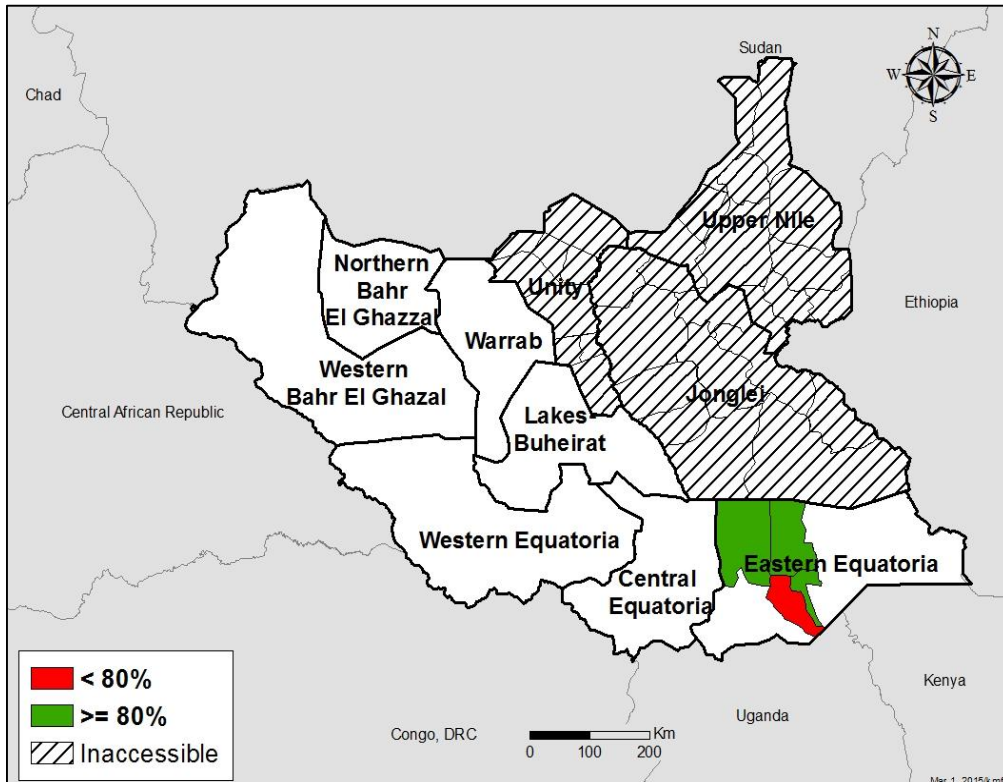 Sudan
N
W
E
S
Chad
Upper Nile
Northern
Bahr
El Ghazzal
Unity
Ethiopia
Warrab
Western
Bahr El Ghazal
Jonglei
Central African Republic
Lakes-
Buheirat
Western Equatoria
Eastern Equatoria
Central
Equatoria
< 80%
>= 80%
Inaccessible
Kenya
Uganda
Congo, DRC
Km
0 100 200